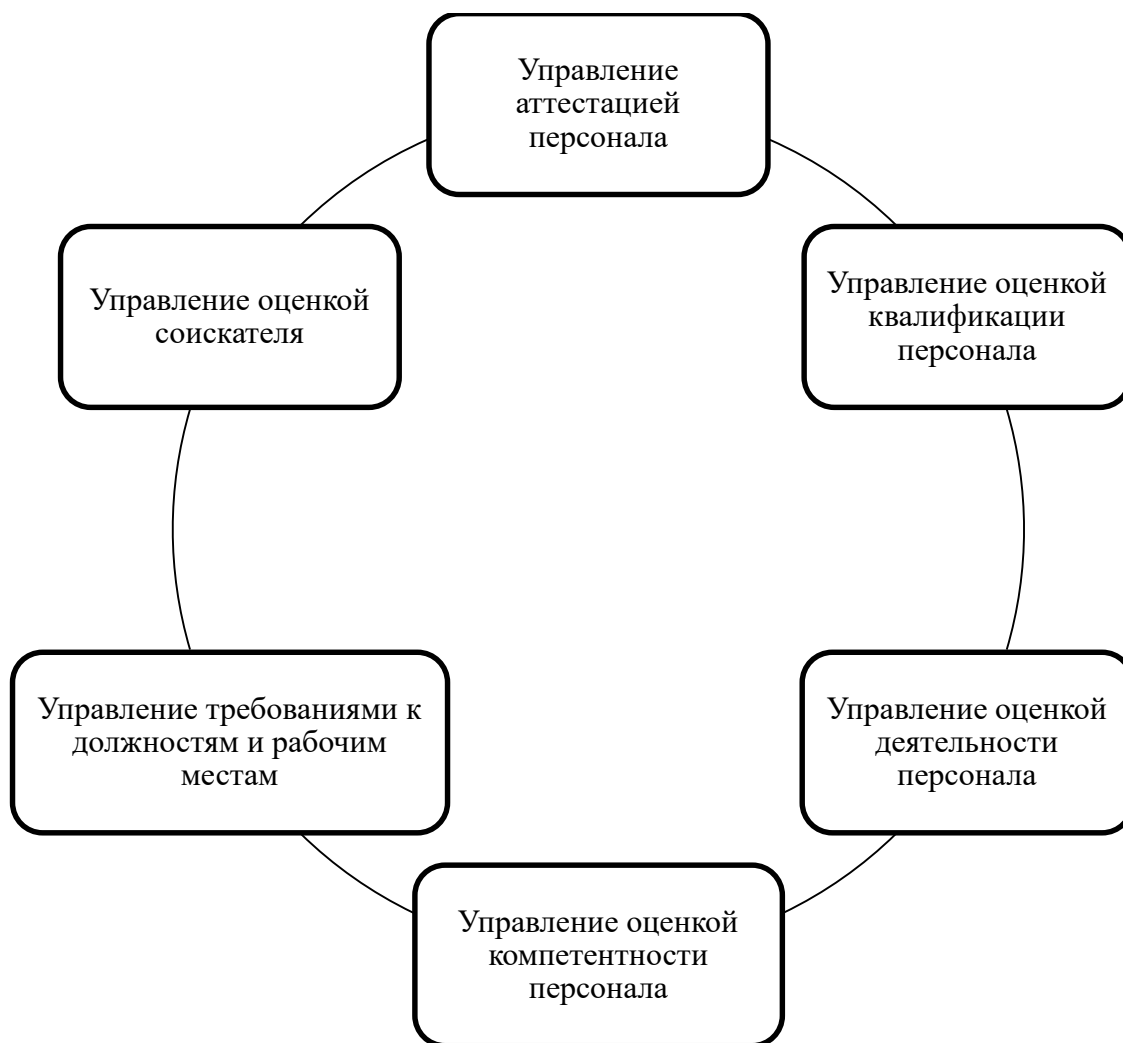 Управление
аттестацией
персонала
Управление оценкой
соискателя
Управление оценкой
квалификации
персонала
Управление требованиями к
должностям и рабочим
местам
Управление оценкой
деятельности
персонала
Управление оценкой
компетентности
персонала